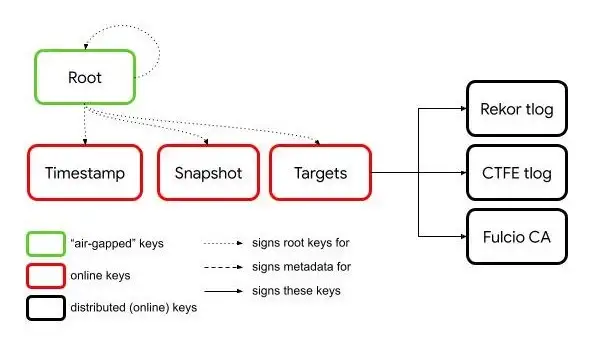 Root
Rekor tlog
Timestamp
Snapshot
Targets
CTFE tlog
Fulcio CA
"air-gapped" keys
signs root keys for
online keys
signs metadata for
distributed (online) keys
signs these keys